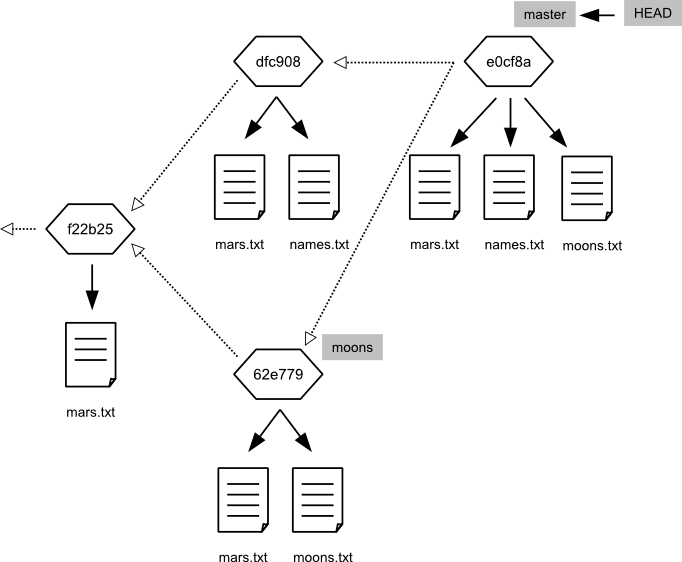 master
HEAD
dfc908
e0cf8a
mars.txt
names.txt
mars.txt
names.txt
moons.txt
f22b25
moons
62e779
mars.txt
mars.txt
moons.txt